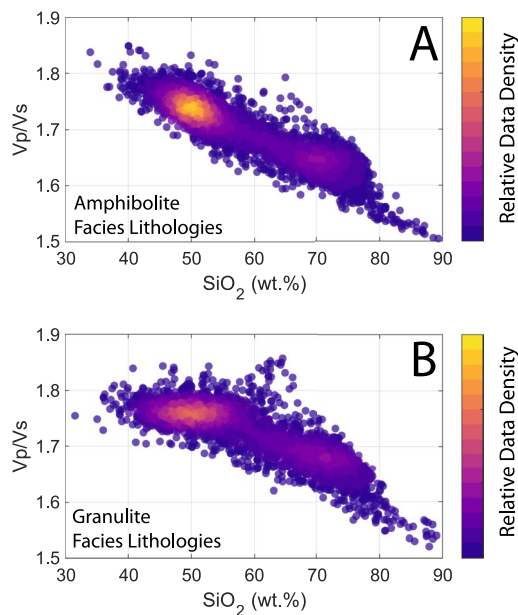 A
1.9
1.8
1.7
1.6
1.5
Vp/Vs
Amphibolite
Facies Lithologies
30 40 50 60 70 80 90
SiO2 (wt.%)
Relative Data Density
B
1.9
1.8
1.7
1.6
1.5
Vp/Vs
Granulite
Facies Lithologies
30 40 50 60 70 80 90
SiO2 (wt.%)
Relative Data Density